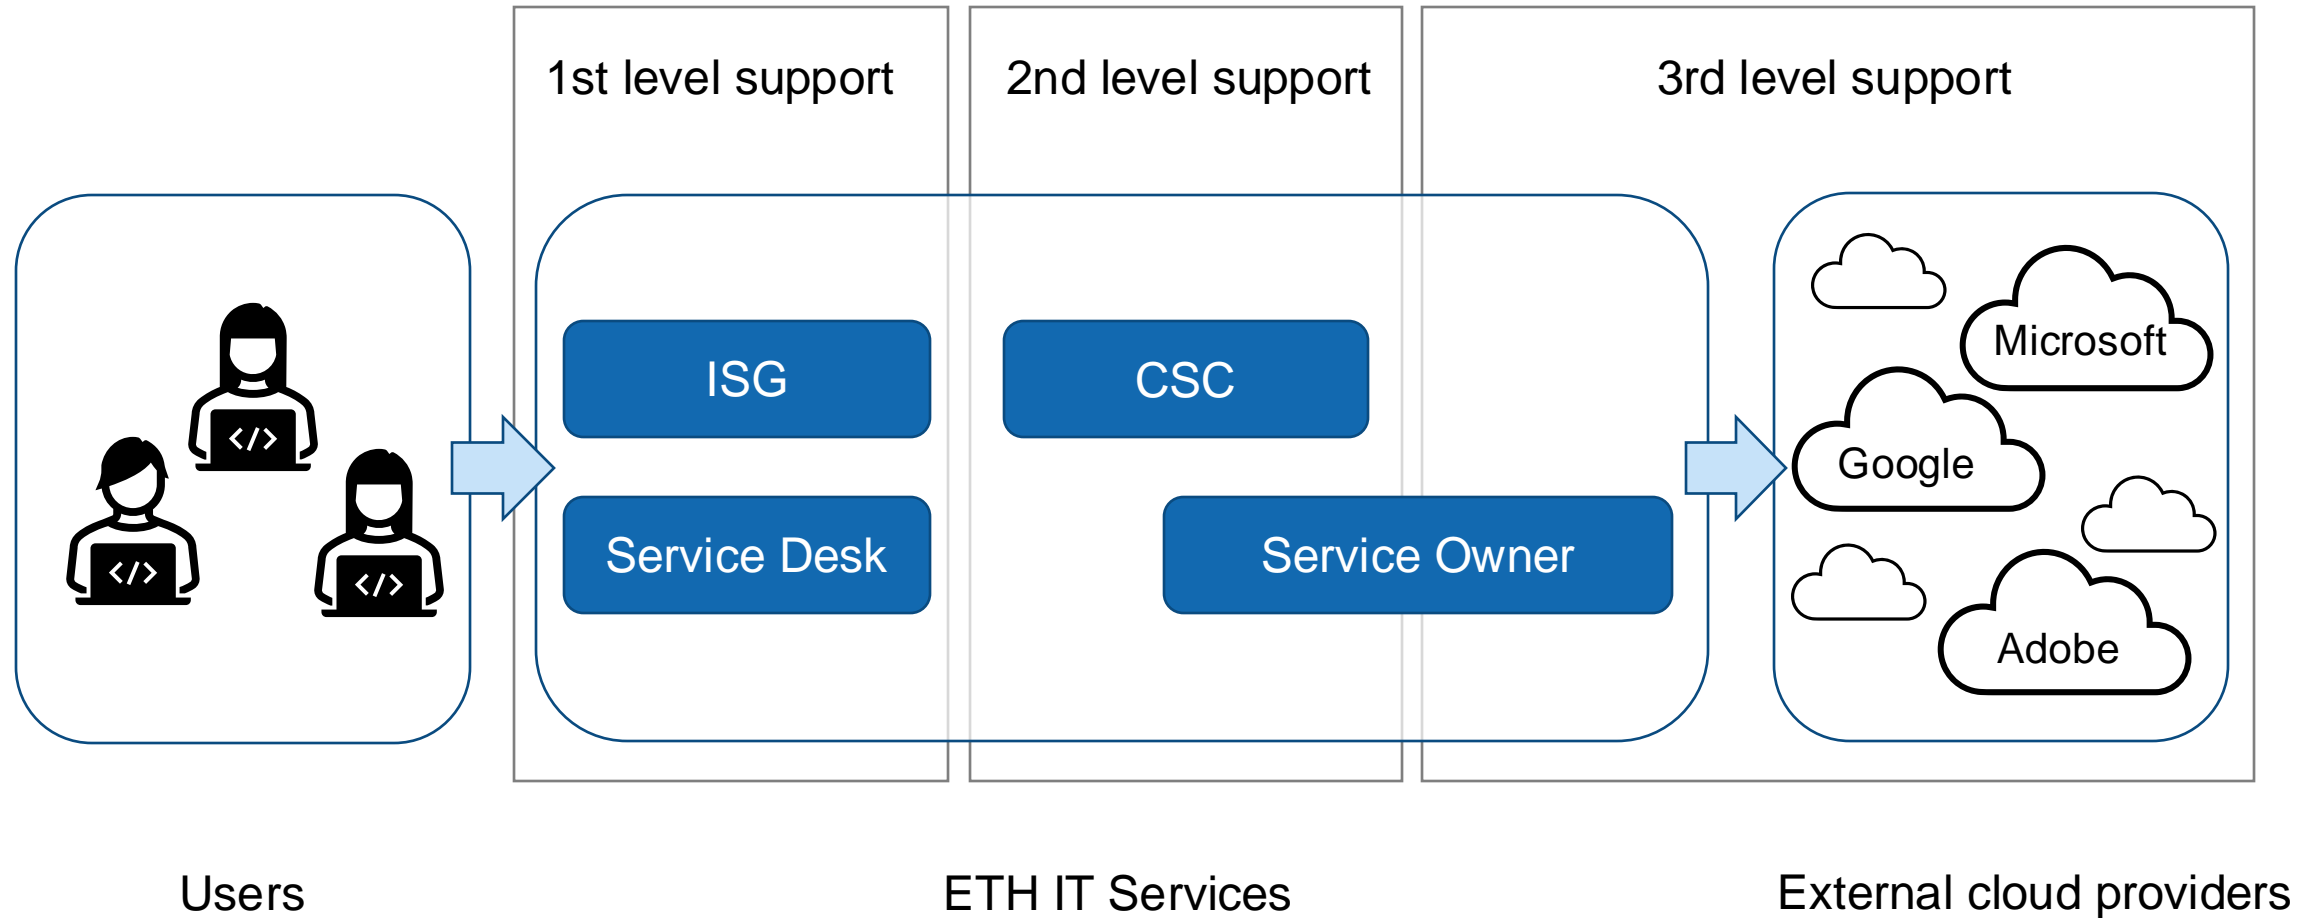 1st level support
2nd level support
3rd level support
ISG
CSC
Service Desk
Service Owner
Microsoft
Google
Adobe
</>
</>
</>
Users
ETH IT Services
External cloud providers